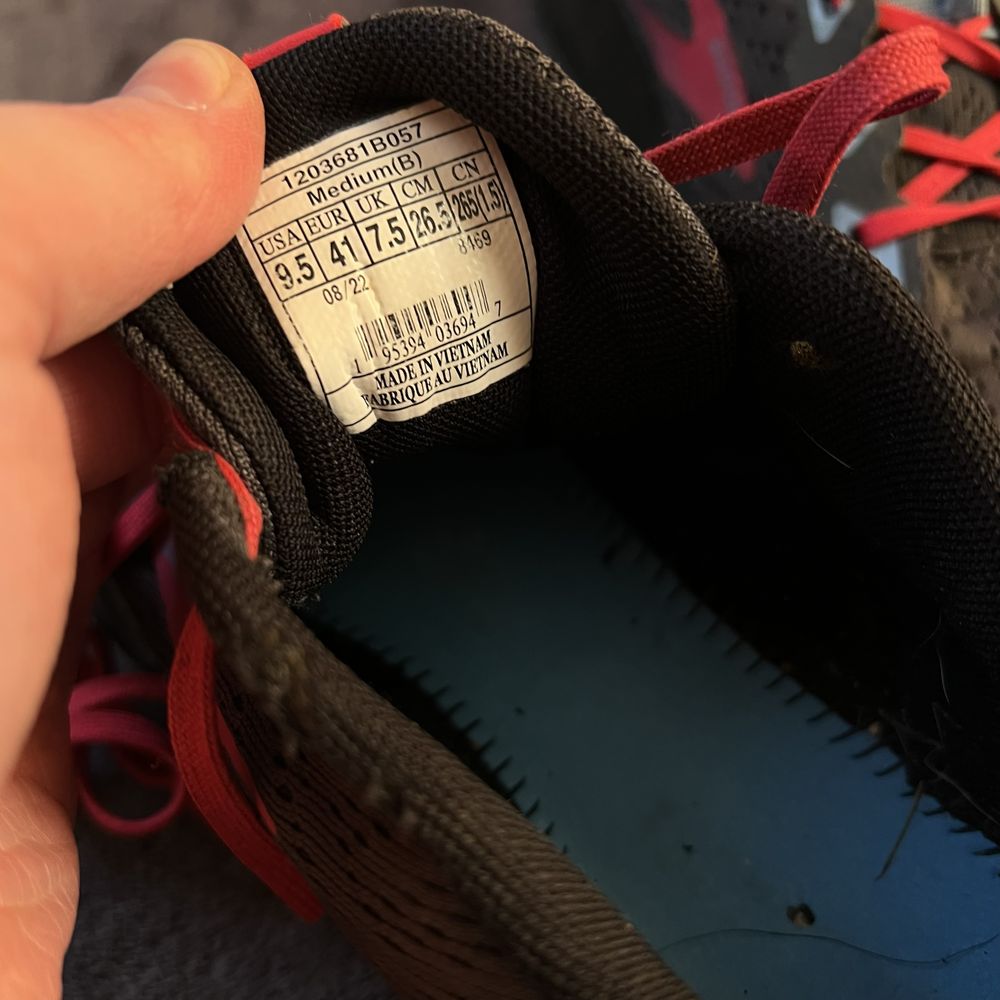 1203681B057
Medium(B)
USA EUR UK CM CN
9.5 41 7.5 26.5 265(1.5)
08/22 8469
1 95394 03694 7
MADE IN VIETNAM
FABRIQUE AU VIETNAM